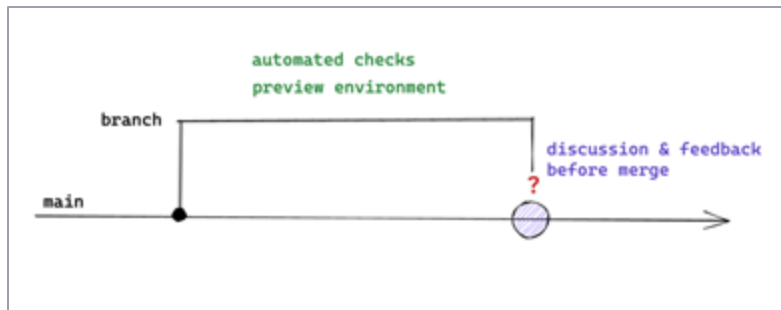 automated checks
preview environment
branch
discussion & feedback
before merge
?
main